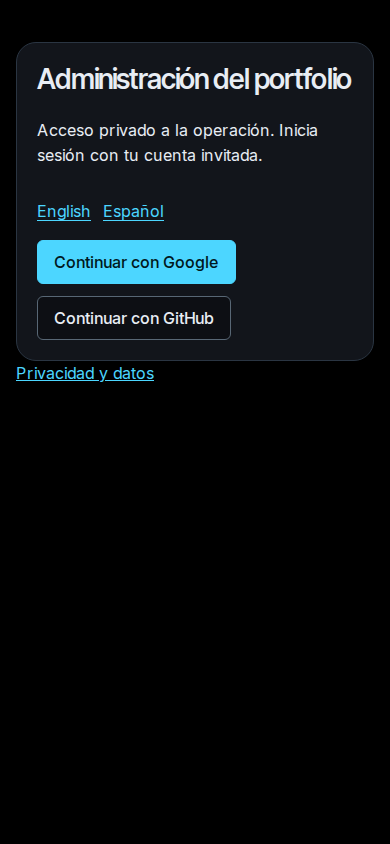 Administración del portfolio
Acceso privado a la operación. Inicia
sesión con tu cuenta invitada.
English Español
Continuar con Google
Continuar con GitHub
Privacidad y datos